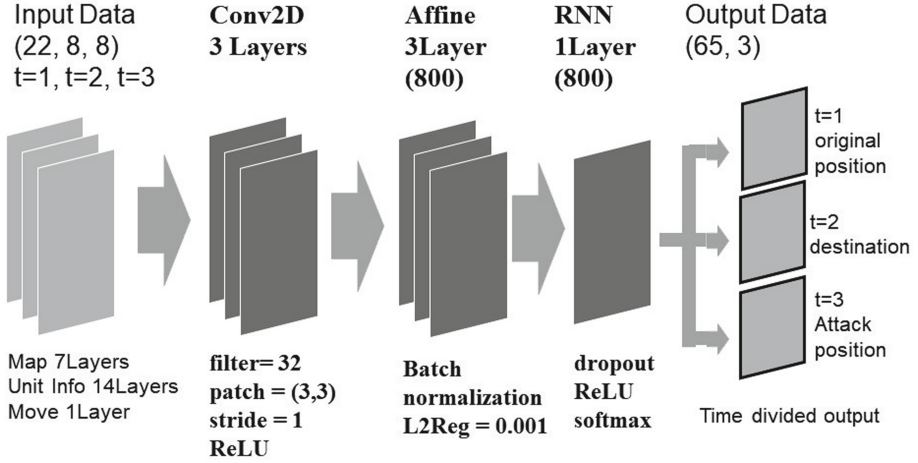 Input Data
(22, 8, 8)
t=1, t=2, t=3
Conv2D
3 Layers
Affine
3Layer
(800)
RNN
1Layer
(800)
Output Data
(65, 3)
t=1
original
position
t=2
destination
t=3
Attack
position
Map 7Layers
Unit Info 14Layers
Move 1Layer
filter= 32
patch = (3,3)
stride = 1
ReLU
Batch
normalization
L2Reg = 0.001
dropout
ReLU
softmax
Time divided output